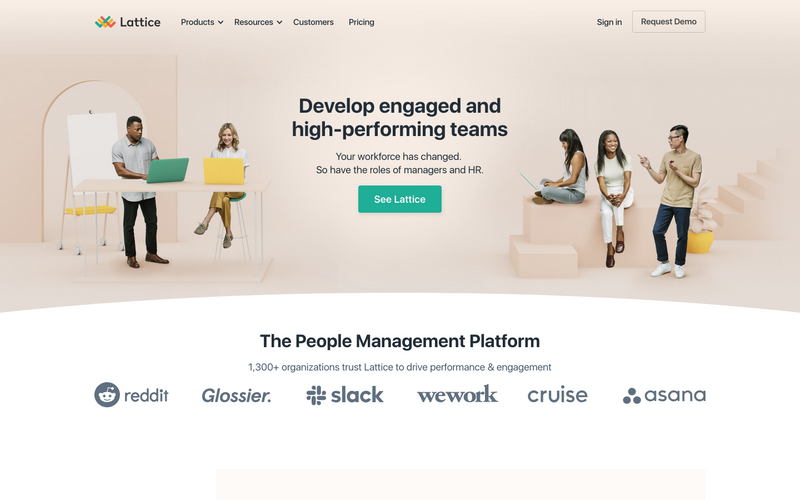 Lattice
Products
Resources
Customers
Pricing
Sign in
Request Demo
Develop engaged and
high-performing teams
Your workforce has changed.
So have the roles of managers and HR.
See Lattice
The People Management Platform
1,300+ organizations trust Lattice to drive performance & engagement
reddit
Glossier.
slack
wework
cruise
asana